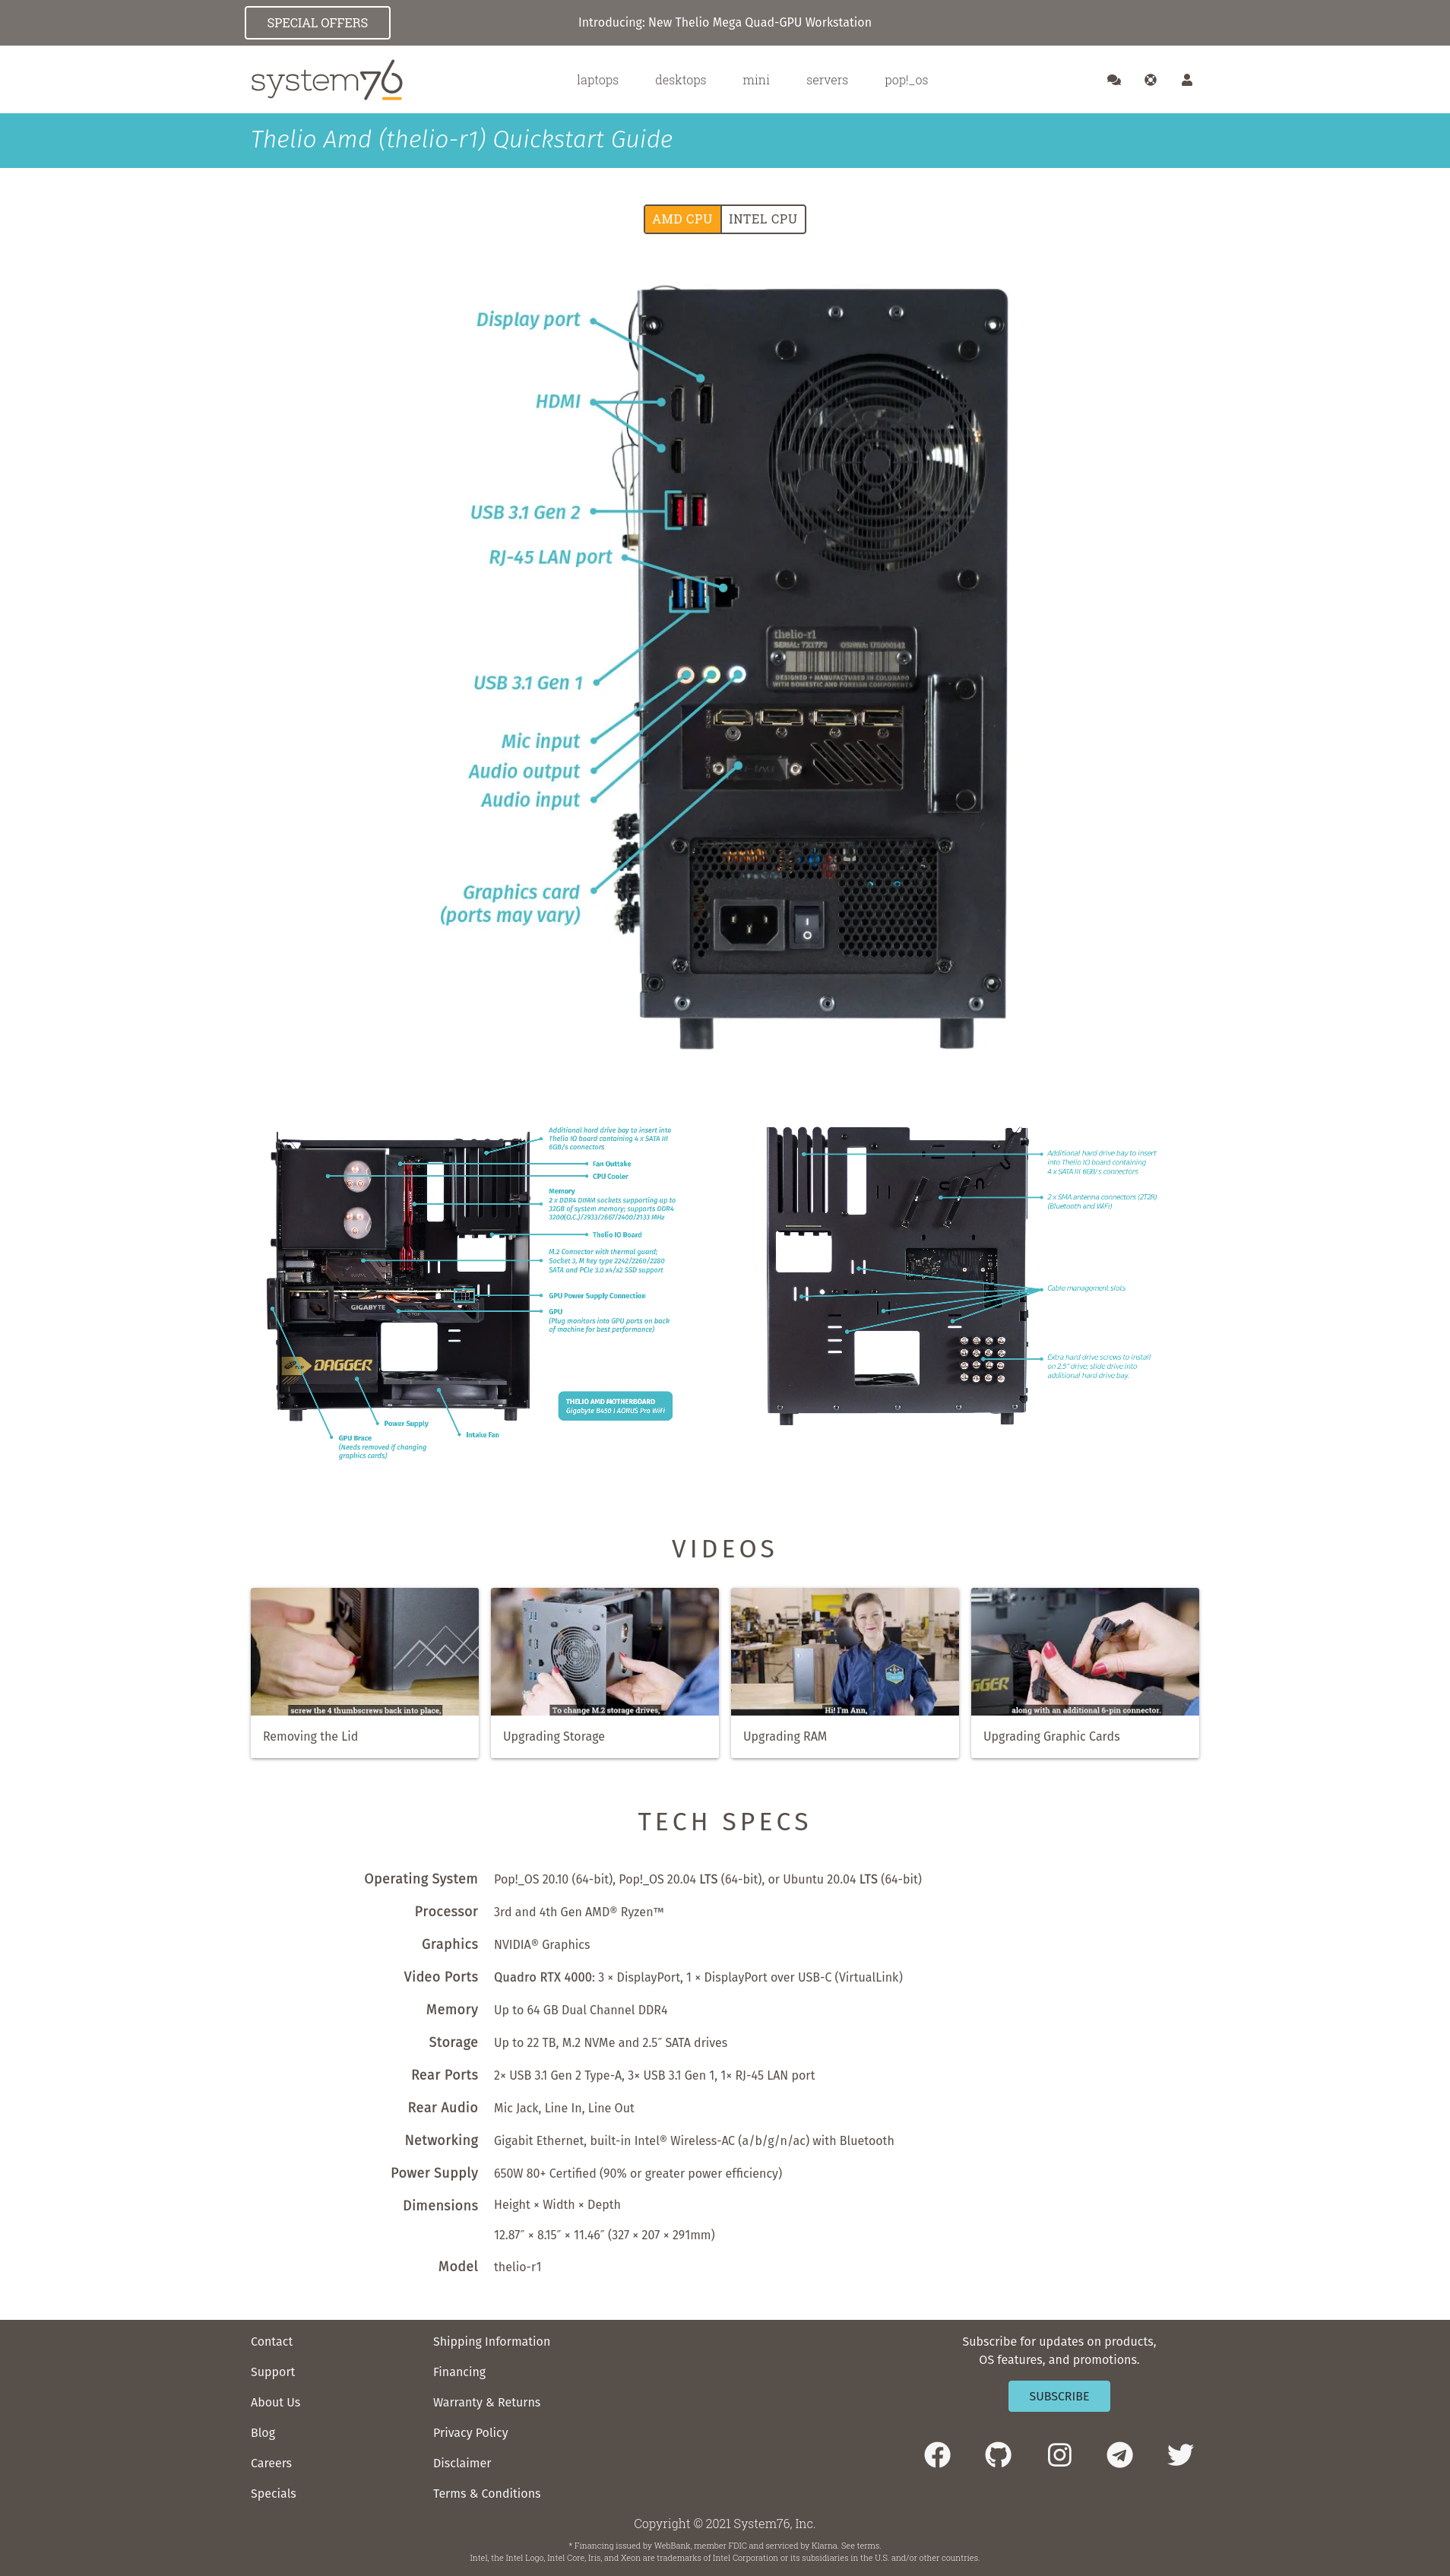 SPECIAL OFFERS
Introducing: New Thelio Mega Quad-GPU Workstation
system76
laptops
desktops
mini
servers
pop!_os
Thelio Amd (thelio-r1) Quickstart Guide
AMD CPU
INTEL CPU
Display port
HDMI
USB 3.1 Gen 2
RJ-45 LAN port
thelio-r1
DESIGNED + MANUFACTURED IN COLORADO
WITH DOMESTIC AND FOREIGN COMPONENTS
USB 3.1 Gen 1
Mic input
Audio output
Audio input
Graphics card
(ports may vary)
Additional hard drive bay to insert into
Thelio IO board containing 4 x SATA III
6GB/s connectors
Fan Outtake
CPU Cooler
Memory
2 x DDR4 DIMM sockets supporting up to
32GB of system memory; supports DDR4
3200(O.C.)/2933/2667/2400/2133 MHz
Thelio IO Board
M.2 Connector with thermal guard;
Socket 3, M key type 2242/2260/2280
SATA and PCIe 3.0 x4/x2 SSD support
GPU Power Supply Connection
GPU
(Plug monitors into GPU ports on back
of machine for best performance)
GIGABYTE
DAGGER
THELIO AMD MOTHERBOARD
Gigabyte B450 I AORUS Pro WiFi
Power Supply
Intake Fan
GPU Brace
(Needs removed if changing
graphics cards)
Additional hard drive bay to insert
into Thelio IO board containing
4 x SATA III 6GB/s connectors
2 x SMA antenna connectors (2T2R)
(Bluetooth and WiFi)
Cable management slots
Extra hard drive screws to install
on 2.5" drive; slide drive into
additional hard drive bay.
VIDEOS
screw the 4 thumbscrews back into place,
Removing the Lid
To change M.2 storage drives,
Upgrading Storage
Hi! I'm Ann,
Upgrading RAM
along with an additional 6-pin connector.
Upgrading Graphic Cards
TECH SPECS
Operating System Pop!_OS 20.10 (64-bit), Pop!_OS 20.04 LTS (64-bit), or Ubuntu 20.04 LTS (64-bit)
Processor 3rd and 4th Gen AMD® Ryzen™
Graphics NVIDIA® Graphics
Video Ports Quadro RTX 4000: 3 × DisplayPort, 1 × DisplayPort over USB-C (VirtualLink)
Memory Up to 64 GB Dual Channel DDR4
Storage Up to 22 TB, M.2 NVMe and 2.5″ SATA drives
Rear Ports 2× USB 3.1 Gen 2 Type-A, 3× USB 3.1 Gen 1, 1× RJ-45 LAN port
Rear Audio Mic Jack, Line In, Line Out
Networking Gigabit Ethernet, built-in Intel® Wireless-AC (a/b/g/n/ac) with Bluetooth
Power Supply 650W 80+ Certified (90% or greater power efficiency)
Dimensions Height × Width × Depth
12.87″ × 8.15″ × 11.46″ (327 × 207 × 291mm)
Model thelio-r1
Contact
Support
About Us
Blog
Careers
Specials
Shipping Information
Financing
Warranty & Returns
Privacy Policy
Disclaimer
Terms & Conditions
Subscribe for updates on products,
OS features, and promotions.
SUBSCRIBE
Copyright © 2021 System76, Inc.
* Financing issued by WebBank, member FDIC and serviced by Klarna. See terms.
Intel, the Intel Logo, Intel Core, Iris, and Xeon are trademarks of Intel Corporation or its subsidiaries in the U.S. and/or other countries.